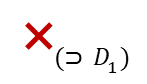 ×(⊃ D₁)